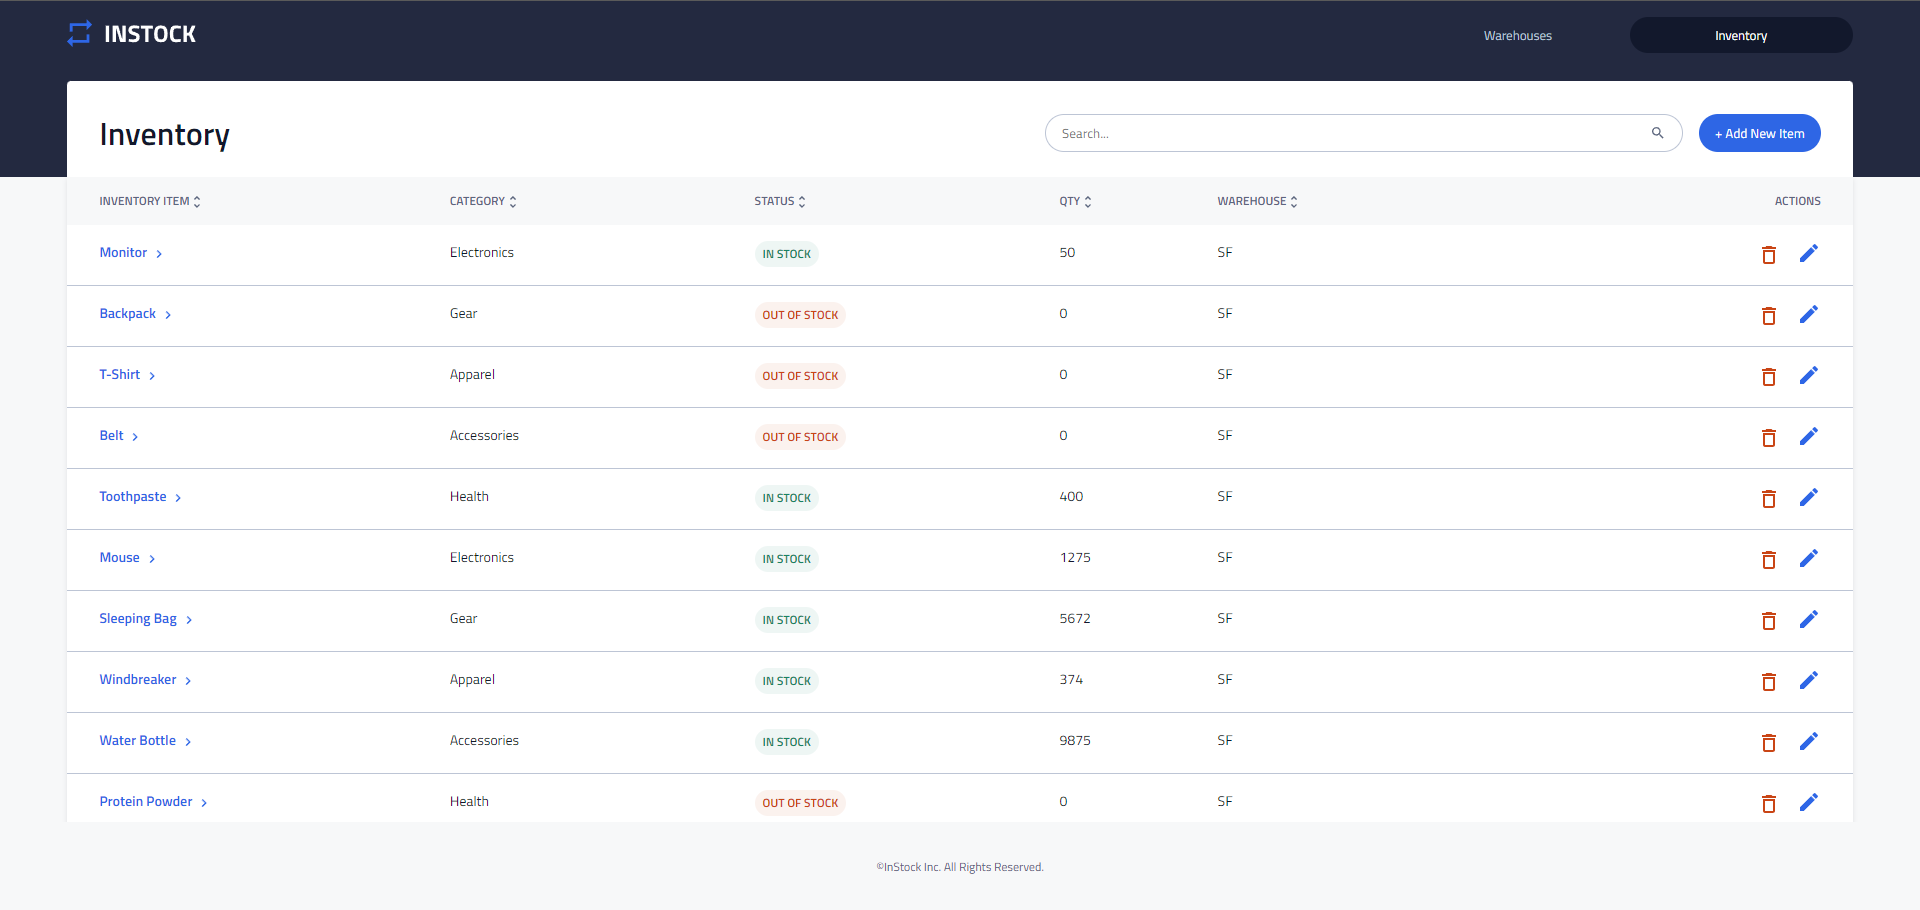 INSTOCK
Warehouses
Inventory
Inventory
Search...
+ Add New Item
INVENTORY ITEM CATEGORY STATUS QTY WAREHOUSE ACTIONS
Monitor Electronics IN STOCK 50 SF
Backpack Gear OUT OF STOCK 0 SF
T-Shirt Apparel OUT OF STOCK 0 SF
Belt Accessories OUT OF STOCK 0 SF
Toothpaste Health IN STOCK 400 SF
Mouse Electronics IN STOCK 1275 SF
Sleeping Bag Gear IN STOCK 5672 SF
Windbreaker Apparel IN STOCK 374 SF
Water Bottle Accessories IN STOCK 9875 SF
Protein Powder Health OUT OF STOCK 0 SF
©InStock Inc. All Rights Reserved.